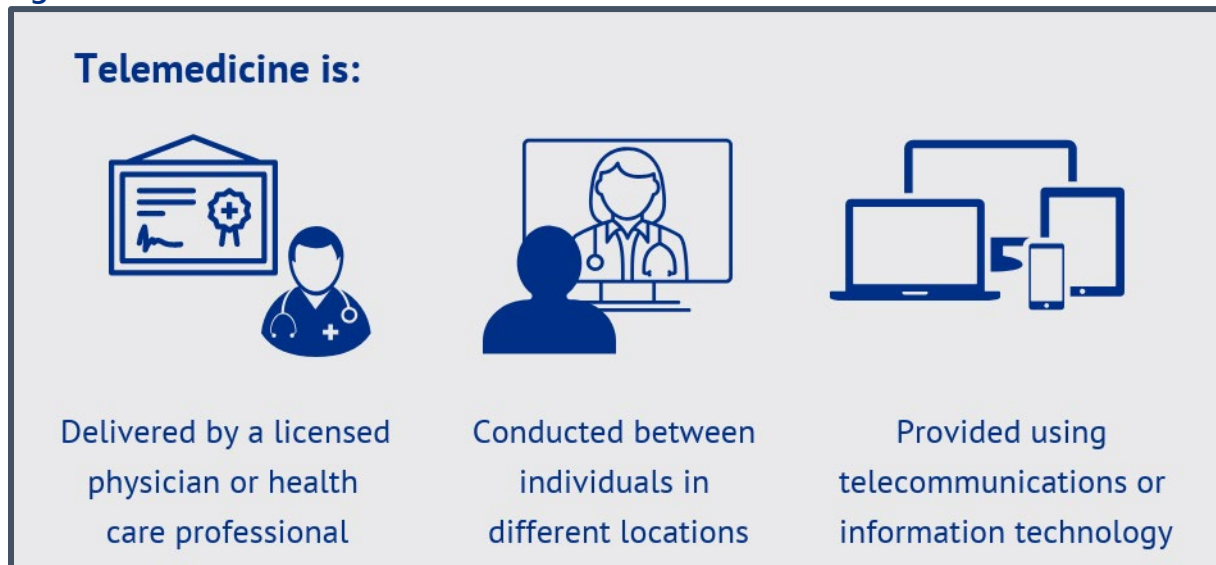 Telemedicine is:
Delivered by a licensed
physician or health
care professional
Conducted between
individuals in
different locations
Provided using
telecommunications or
information technology